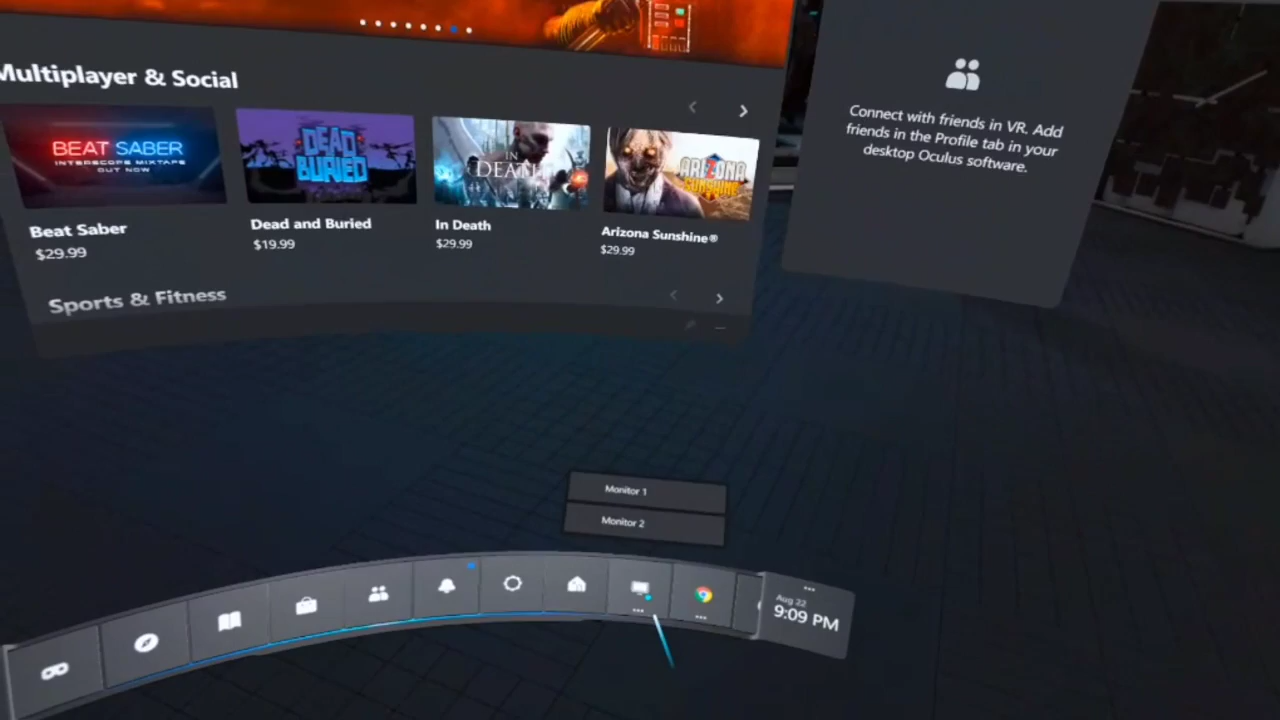 Multiplayer & Social
BEAT SABER
INTERSCOPE MIXTAPE
OUT NOW
Beat Saber
$29.99
DEAD
BURIED
Dead and Buried
$19.99
IN
DEATH
In Death
$29.99
ARIZONA
SUNSHINE
Arizona Sunshine®
$29.99
Sports & Fitness
Connect with friends in VR. Add
friends in the Profile tab in your
desktop Oculus software.
Monitor 1
Monitor 2
Aug 22
9:09 PM